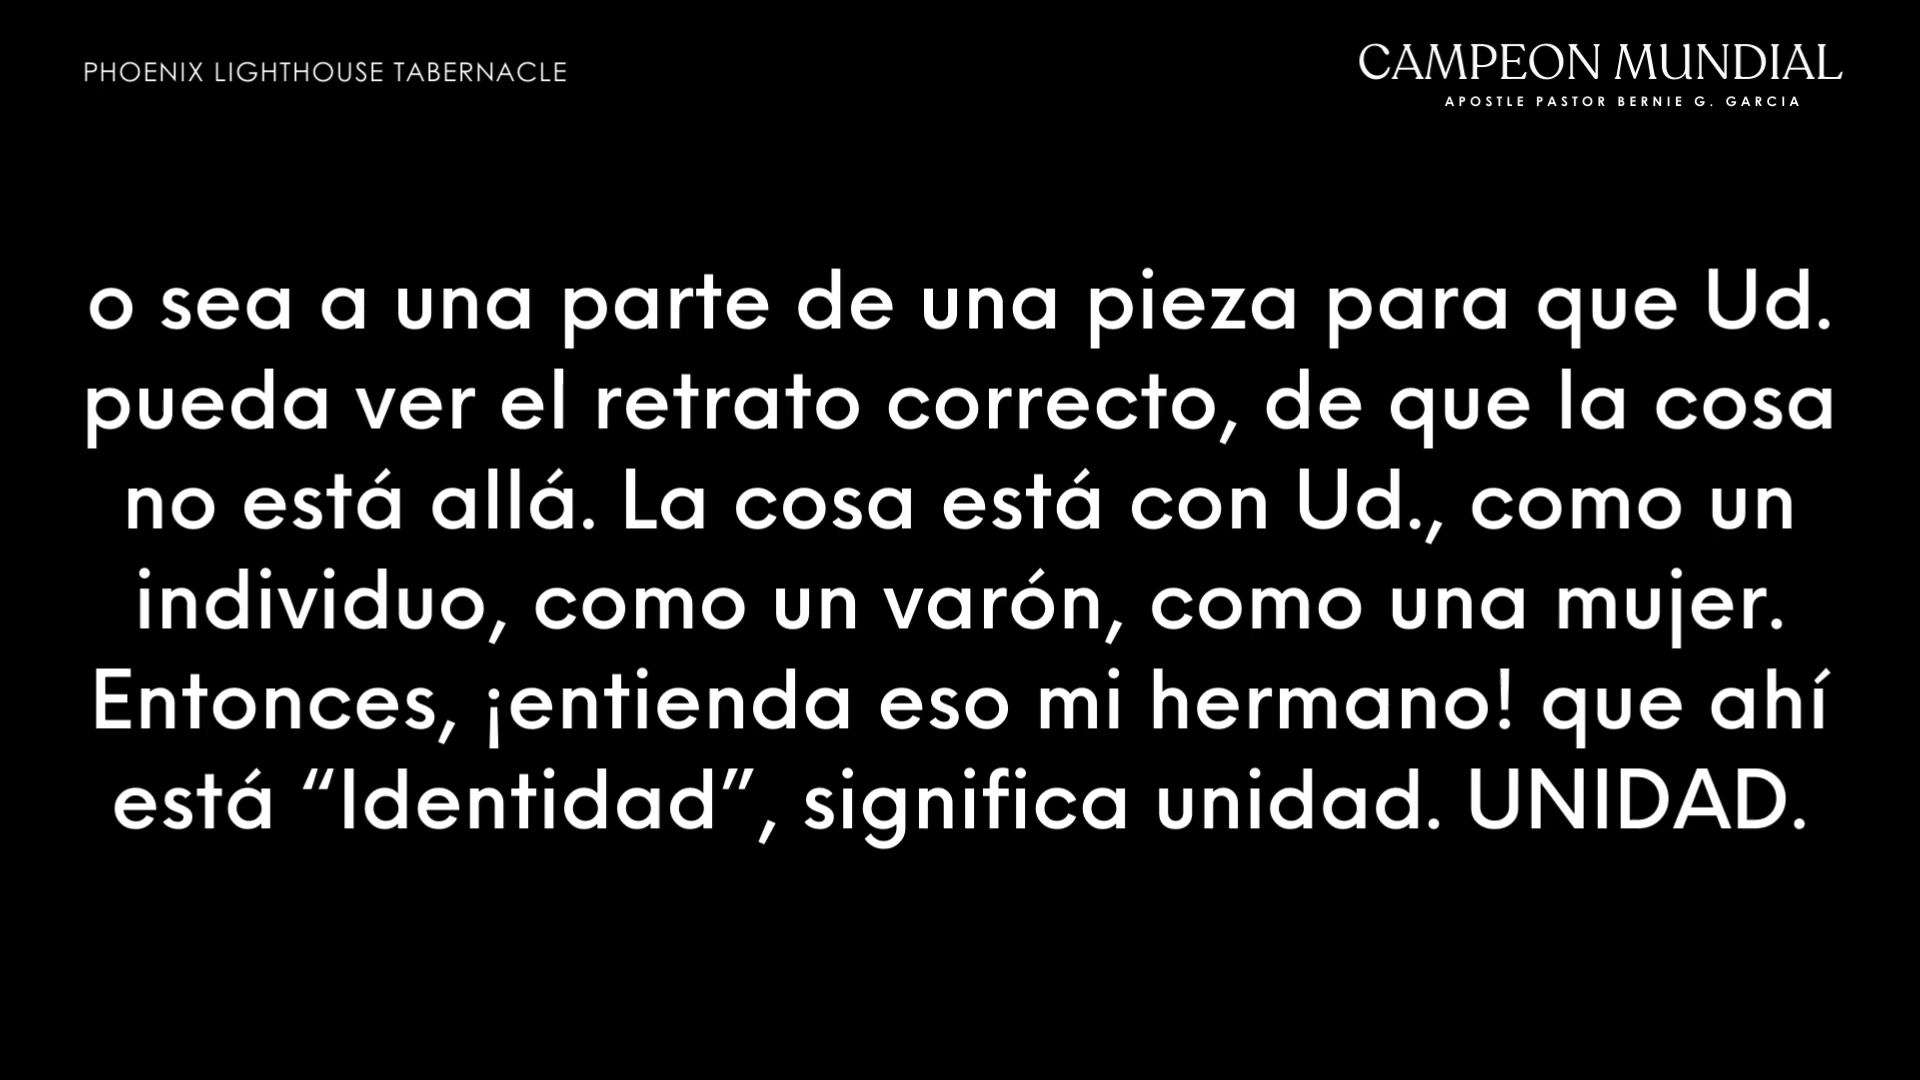 PHOENIX LIGHTHOUSE TABERNACLE
CAMPEON MUNDIAL
APOSTLE PASTOR BERNIE G. GARCIA
o sea a una parte de una pieza para que Ud.
pueda ver el retrato correcto, de que la cosa
no está allá. La cosa está con Ud., como un
individuo, como un varón, como una mujer.
Entonces, ¡entienda eso mi hermano! que ahí
está “Identidad”, significa unidad. UNIDAD.